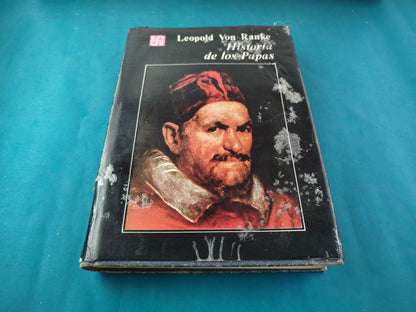 Leopold Von Ranke
Historia
de los Papas